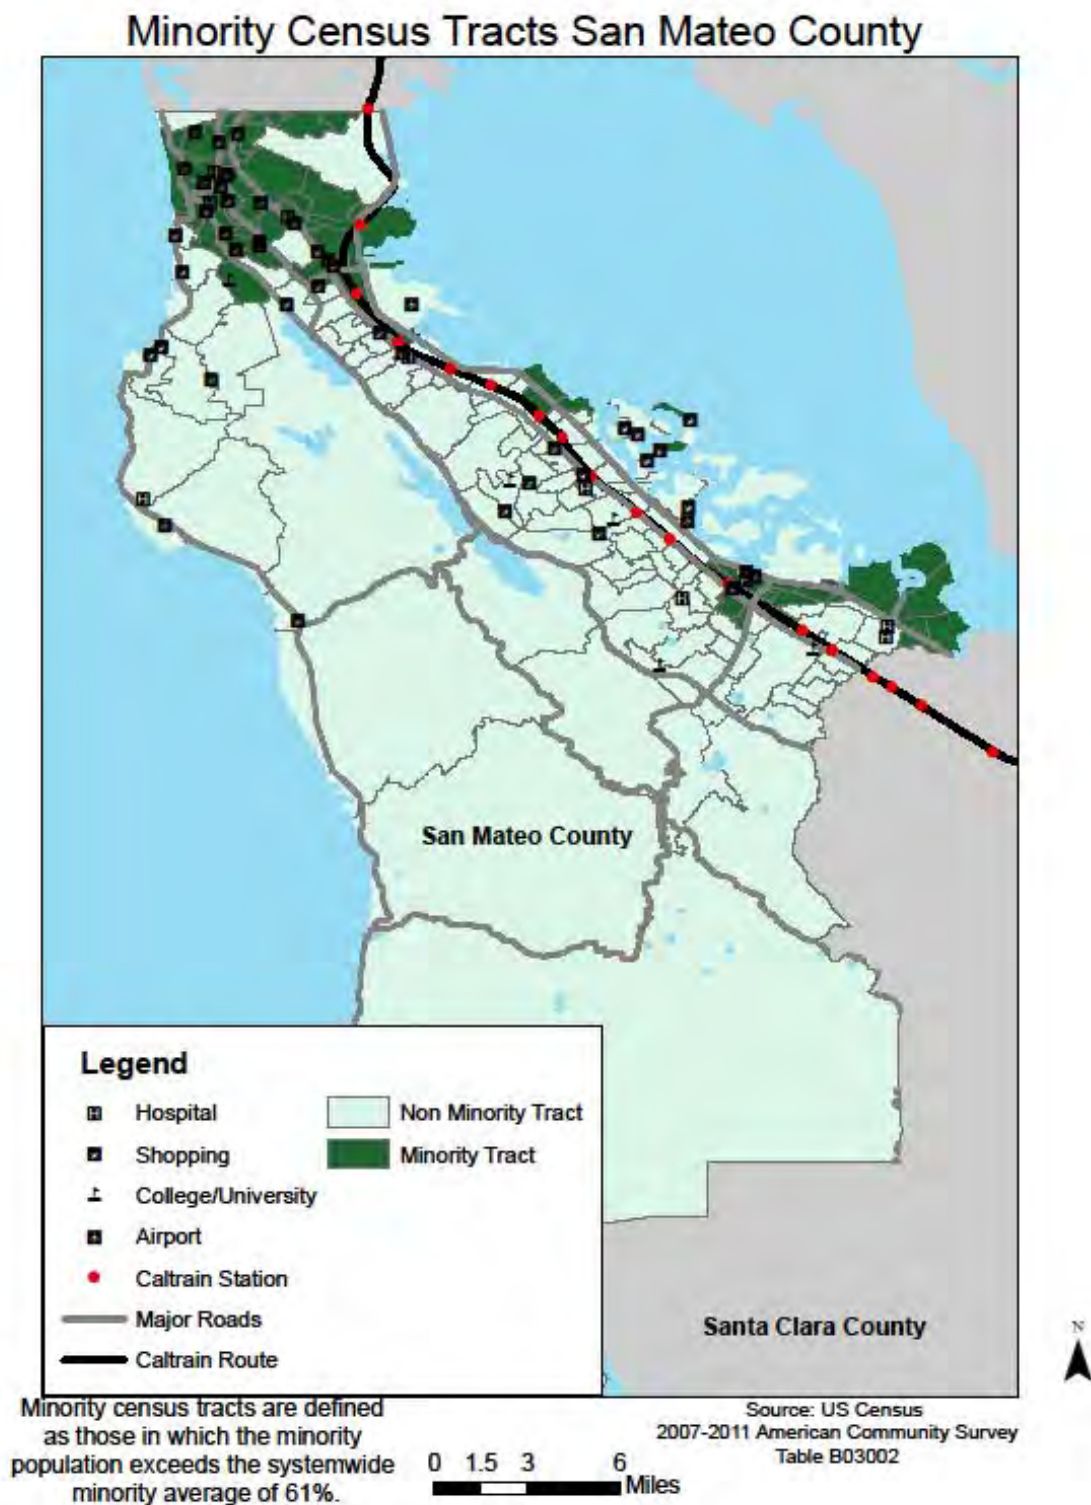 Minority Census Tracts San Mateo County
San Mateo County
Legend
Hospital
Non Minority Tract
Shopping
Minority Tract
College/University
Airport
Caltrain Station
Major Roads
Caltrain Route
Santa Clara County
N
Minority census tracts are defined
as those in which the minority
population exceeds the systemwide
minority average of 61%.
0 1.5 3 6
Miles
Source: US Census
2007-2011 American Community Survey
Table B03002